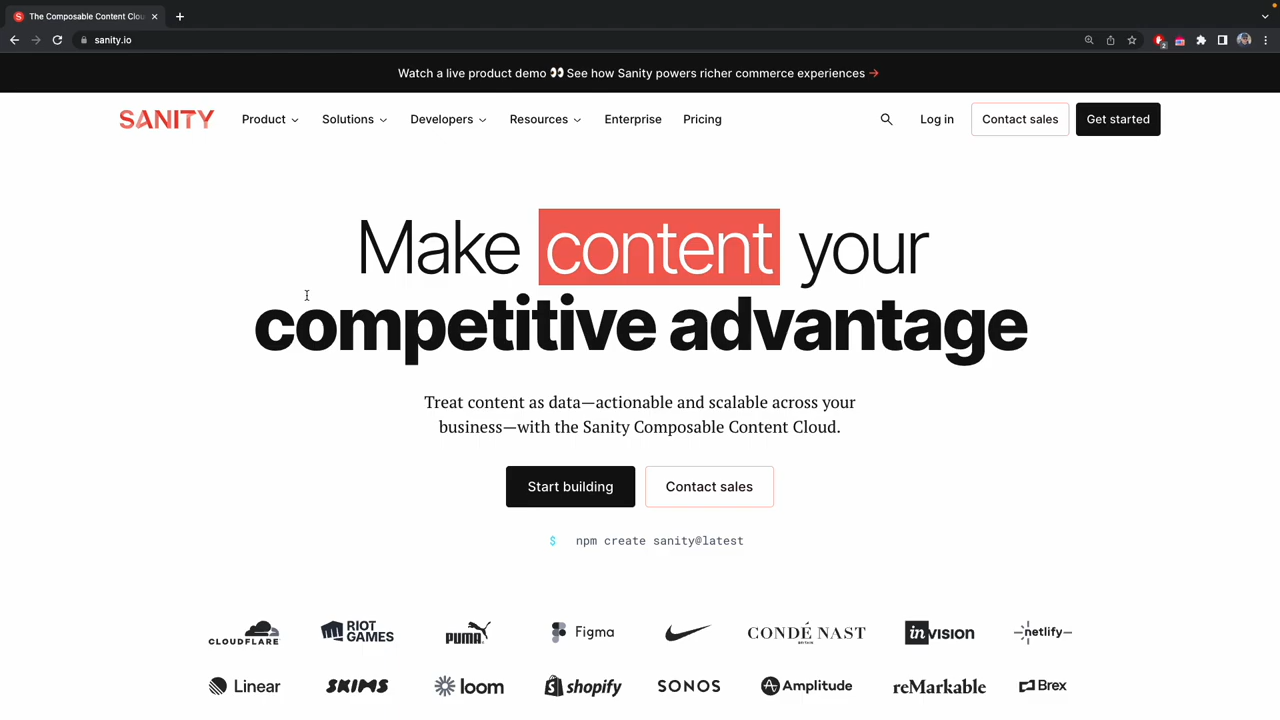 The Composable Content Clou
sanity.io
2
Watch a live product demo 👀 See how Sanity powers richer commerce experiences →
SANITY
Product
Solutions
Developers
Resources
Enterprise
Pricing
Log in
Contact sales
Get started
Make content your
competitive advantage
Treat content as data—actionable and scalable across your
business—with the Sanity Composable Content Cloud.
Start building
Contact sales
$ npm create sanity@latest
CLOUDFLARE
RIOT
GAMES
PUMA
Figma
CONDÉ NAST
invision
netlify
Linear
SKIMS
loom
shopify
SONOS
Amplitude
reMarkable
Brex